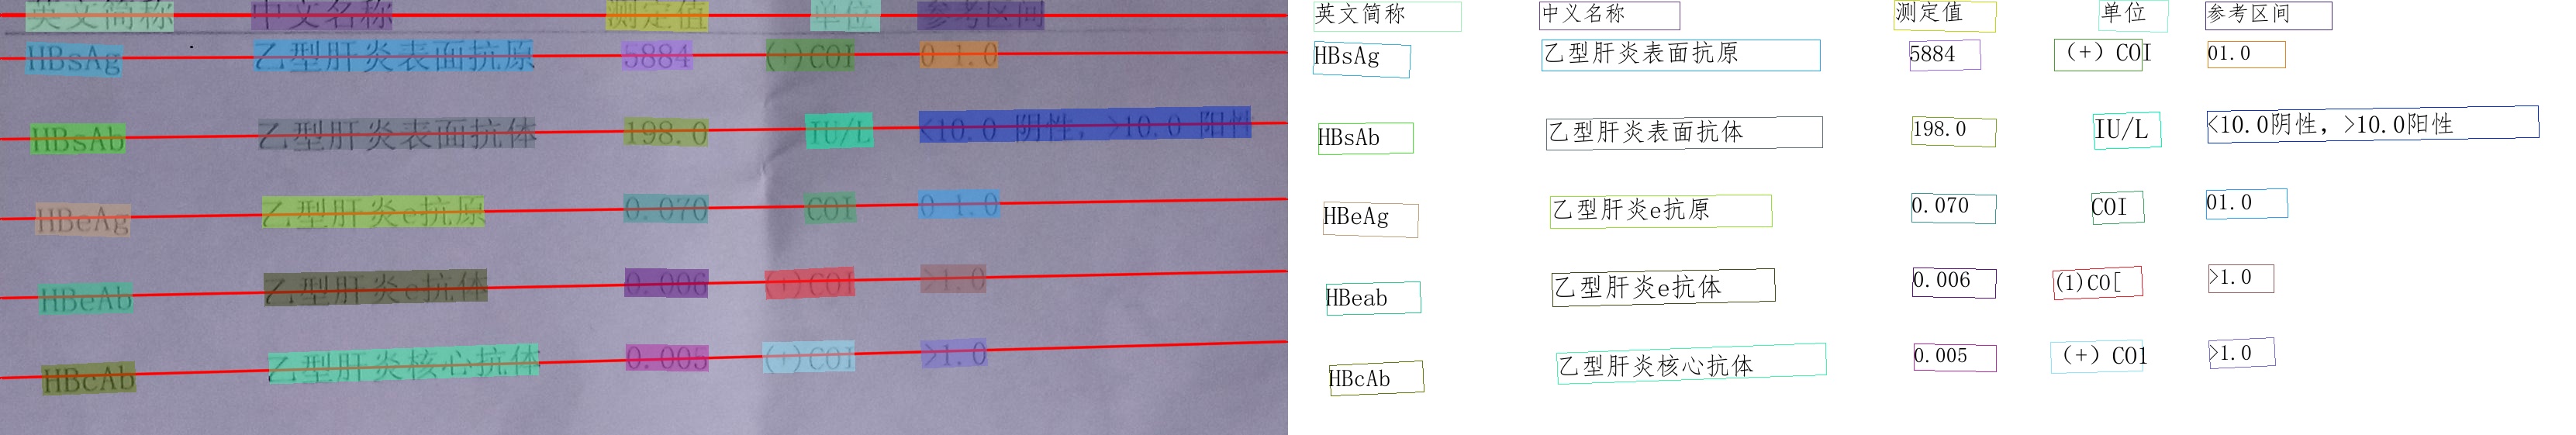 英文简称 中文名称 测定值 单位 参考区间
HBsAg 乙型肝炎表面抗原 5884 (+)COI 0 1.0
HBsAb 乙型肝炎表面抗体 198.0 IU/L <10.0 阴性, >10.0 阳性
HBeAg 乙型肝炎e抗原 0.070 COI 0 1.0
HBeAb 乙型肝炎e抗体 0.006 (+)COI >1.0
HBcAb 乙型肝炎核心抗体 0.005 (+)COI >1.0
英文简称 中义名称 测定值 单位 参考区间
HBsAg 乙型肝炎表面抗原 5884 (+) COI 01.0
HBsAb 乙型肝炎表面抗体 198.0 IU/L <10.0阴性, >10.0阳性
HBeAg 乙型肝炎e抗原 0.070 COI 01.0
HBeab 乙型肝炎e抗体 0.006 (1)CO[ >1.0
HBcAb 乙型肝炎核心抗体 0.005 (+) CO1 >1.0